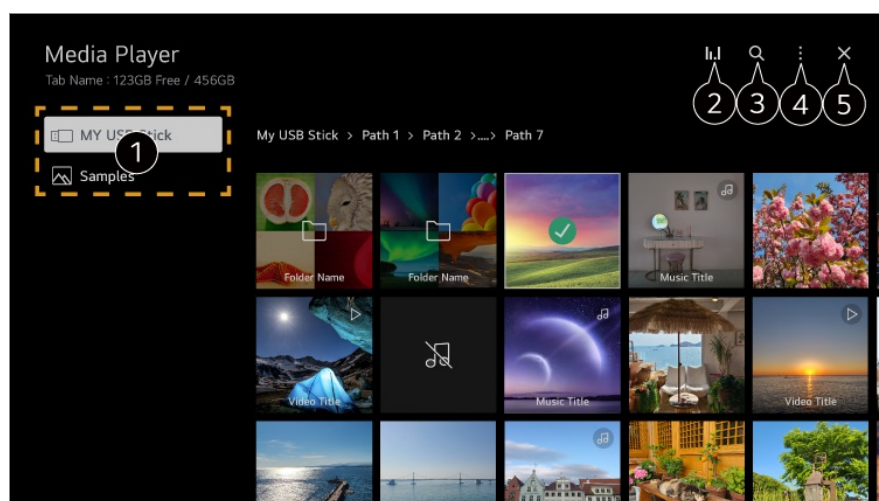 Media Player
Tab Name : 123GB Free / 456GB
2
3
4
5
MY USB Stick
1
Samples
My USB Stick > Path 1 > Path 2 >....> Path 7
Folder Name
Folder Name
Music Title
Video Title
Music Title
Video Title